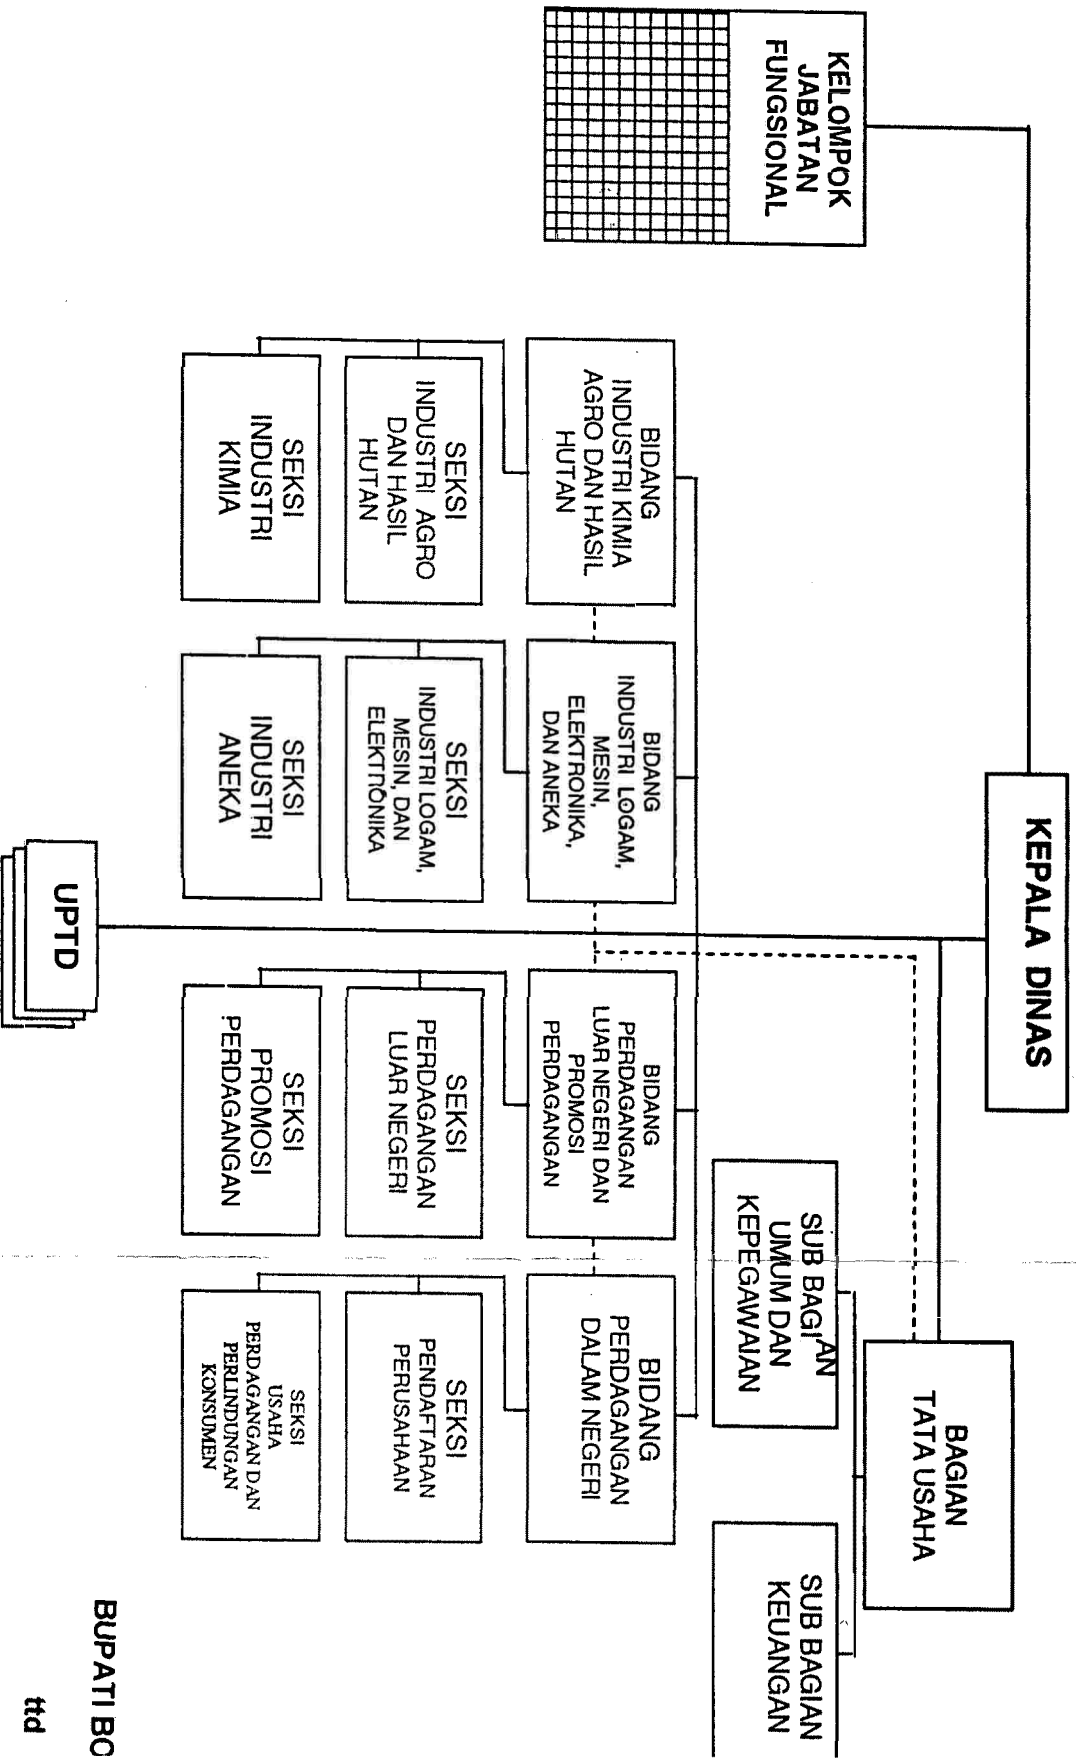 KEPALA DINAS
KELOMPOK
JABATAN
FUNGSIONAL
BAGIAN
TATA USAHA
SUB BAGIAN
UMUM DAN
KEPEGAWAIAN
SUB BAGIAN
KEUANGAN
BIDANG
INDUSTRI KIMIA
AGRO DAN HASIL
HUTAN
BIDANG
INDUSTRI LOGAM,
MESIN,
ELEKTRONIKA,
DAN ANEKA
BIDANG
PERDAGANGAN
LUAR NEGERI DAN
PROMOSI
PERDAGANGAN
BIDANG
PERDAGANGAN
DALAM NEGERI
SEKSI
INDUSTRI AGRO
DAN HASIL
HUTAN
SEKSI
INDUSTRI LOGAM,
MESIN, DAN
ELEKTRONIKA
SEKSI
PERDAGANGAN
LUAR NEGERI
SEKSI
PENDAFTARAN
PERUSAHAAN
SEKSI
INDUSTRI
KIMIA
SEKSI
INDUSTRI
ANEKA
SEKSI
PROMOSI
PERDAGANGAN
SEKSI
USAHA
PERDAGANGAN DAN
PERLINDUNGAN
KONSUMEN
UPTD
BUPATI BO
ttd